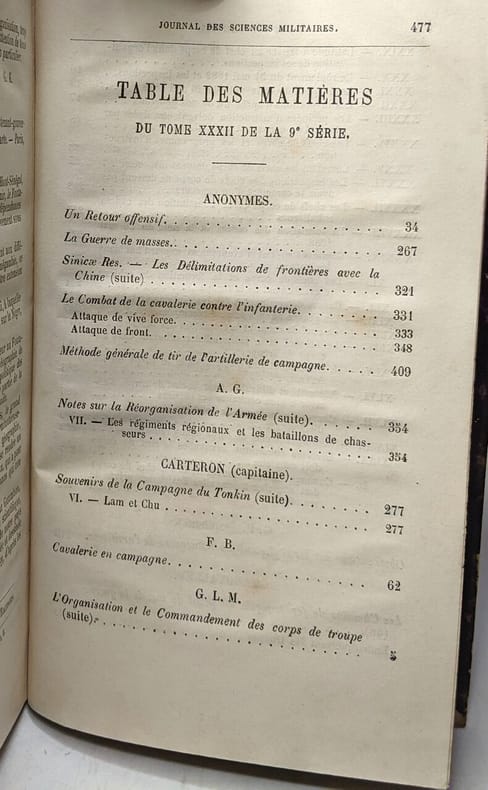 JOURNAL DES SCIENCES MILITAIRES. 477
TABLE DES MATIÈRES
DU TOME XXXII DE LA 9e SÉRIE.
ANONYMES.
Un Retour offensif. 34
La Guerre de masses. 267
Sinicæ Res. — Les Délimitations de frontières avec la
Chine (suite) 321
Le Combat de la cavalerie contre l'infanterie. 331
Attaque de vive force. 333
Attaque de front. 348
Méthode générale de tir de l'artillerie de campagne. 409
A. G.
Notes sur la Réorganisation de l'Armée (suite). 354
VII. — Les régiments régionaux et les bataillons de chas-
seurs 354
CARTERON (capitaine).
Souvenirs de la Campagne du Tonkin (suite). 277
VI. — Lam et Chu 277
F. B.
Cavalerie en campagne. 62
G. L. M.
L'Organisation et le Commandement des corps de troupe
(suite). 5